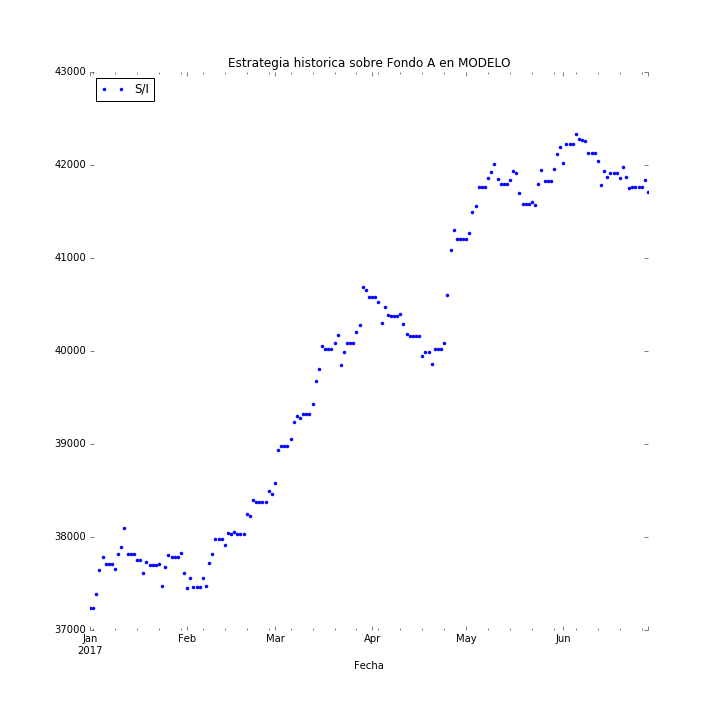 Estrategia historica sobre Fondo A en MODELO
43000
S/I
42000
41000
40000
39000
38000
37000
Jan Feb Mar Apr May Jun
2017
Fecha